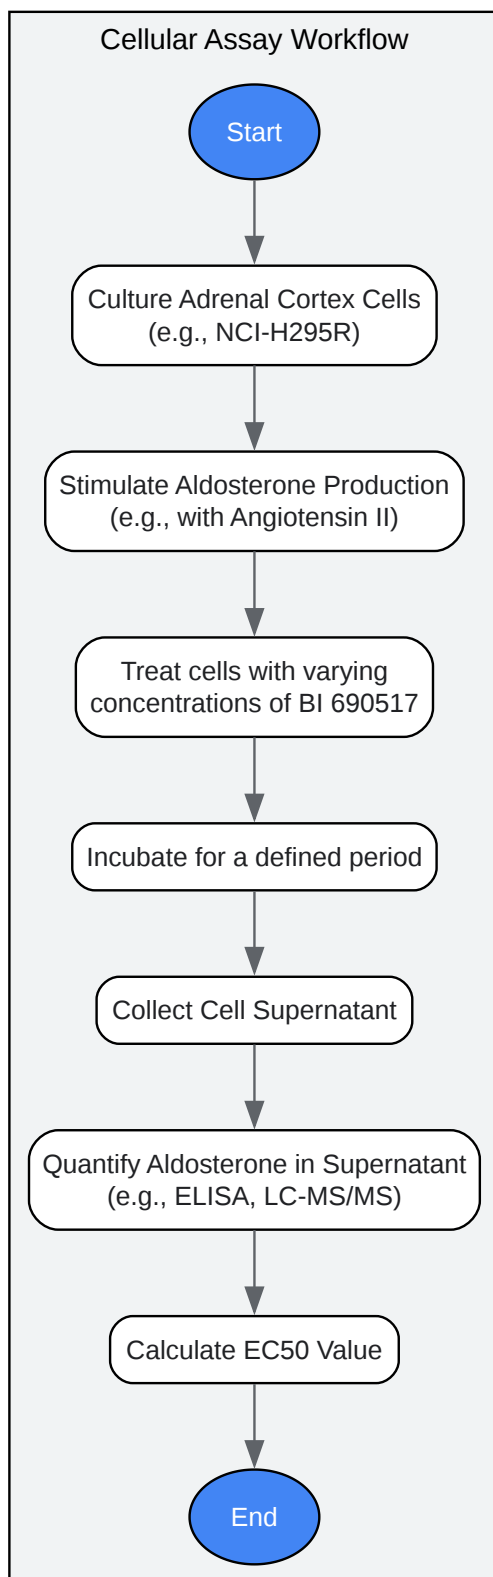 Cellular Assay Workflow
Start
Culture Adrenal Cortex Cells
(e.g., NCI-H295R)
Stimulate Aldosterone Production
(e.g., with Angiotensin II)
Treat cells with varying
concentrations of BI 690517
Incubate for a defined period
Collect Cell Supernatant
Quantify Aldosterone in Supernatant
(e.g., ELISA, LC-MS/MS)
Calculate EC50 Value
End